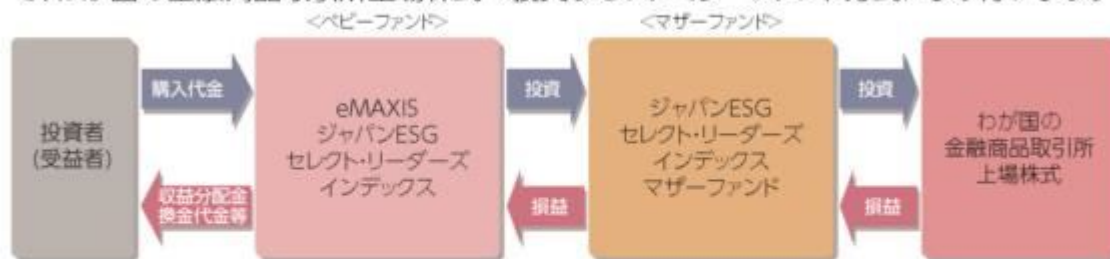 <ベビーファンド>
<マザーファンド>
投資者
(受益者)
購入代金
収益分配金
換金代金等
eMAXIS
ジャパンESG
セレクト・リーダーズ
インデックス
投資
損益
ジャパンESG
セレクト・リーダーズ
インデックス
マザーファンド
投資
損益
わが国の
金融商品取引所
上場株式